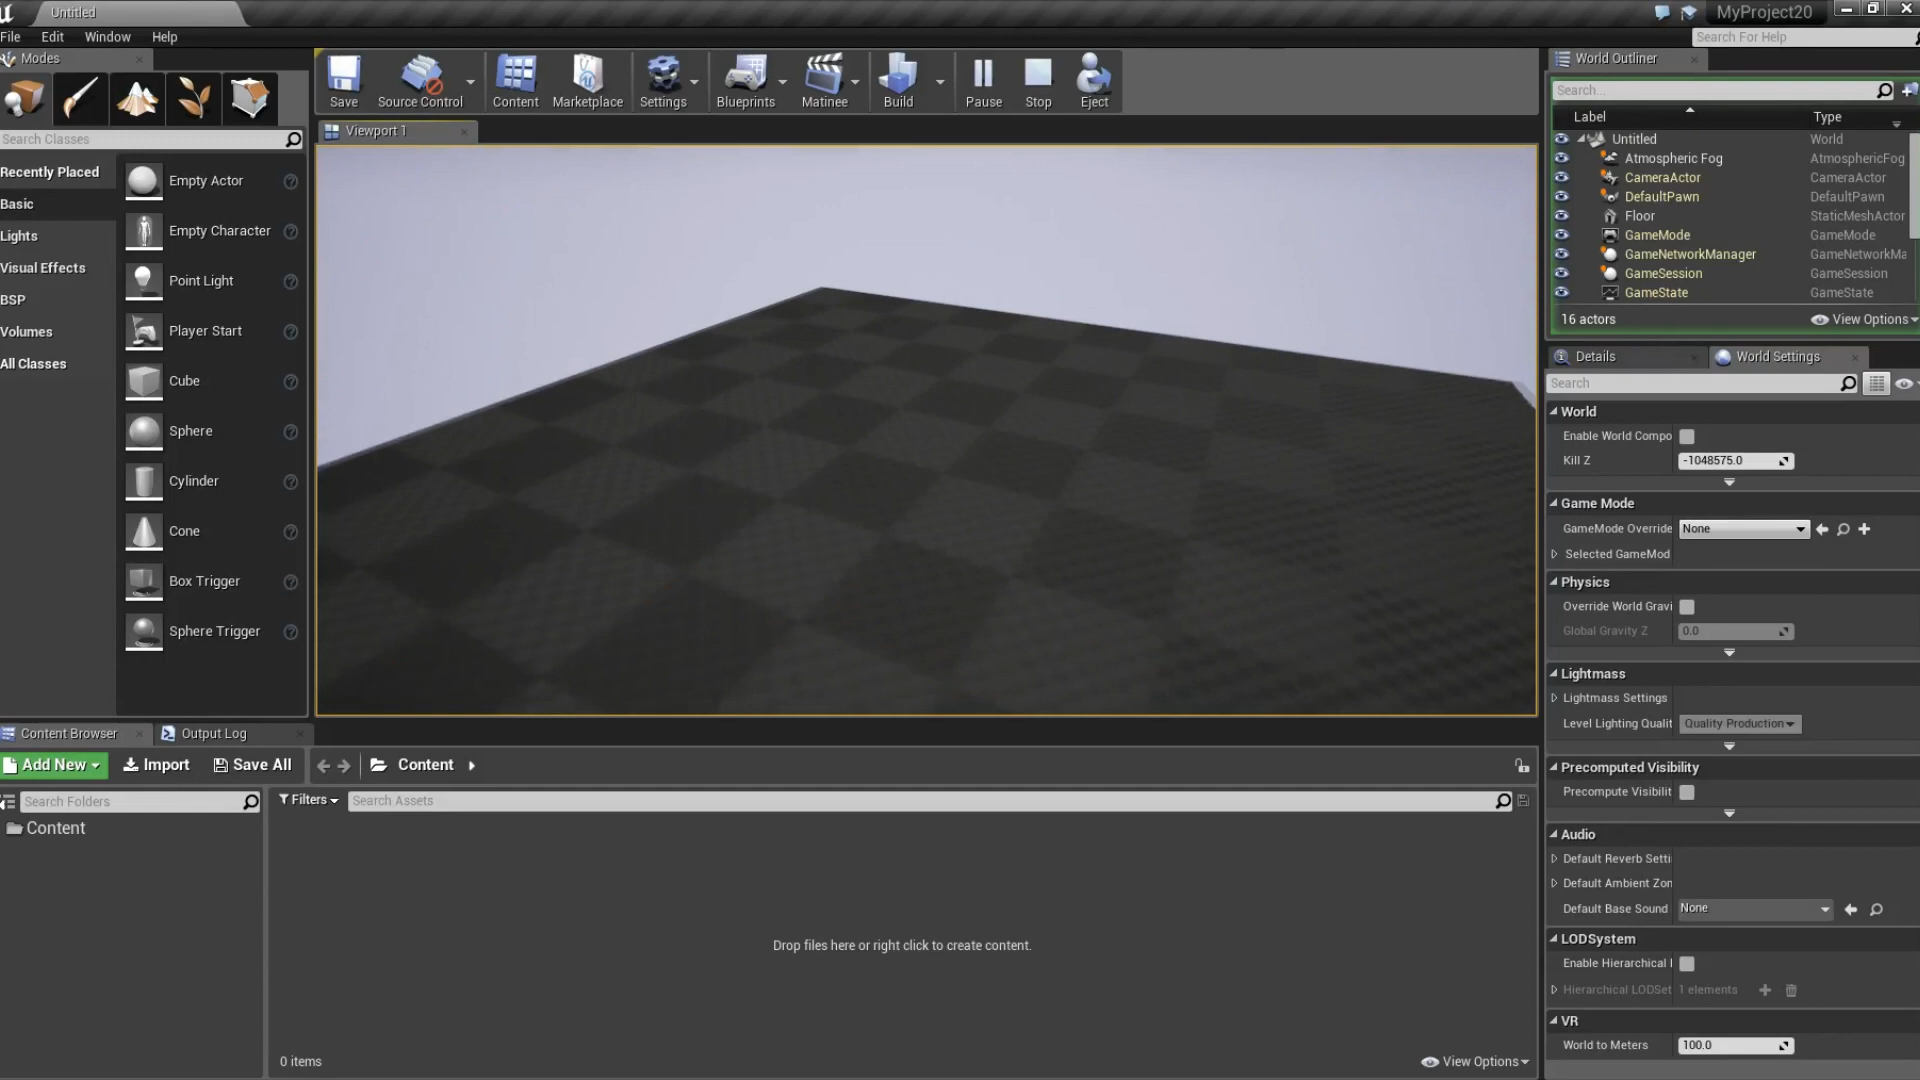 Untitled
MyProject20
File Edit Window Help
Search For Help
Modes
Search Classes
Recently Placed
Basic
Lights
Visual Effects
BSP
Volumes
All Classes
Empty Actor
Empty Character
Point Light
Player Start
Cube
Sphere
Cylinder
Cone
Box Trigger
Sphere Trigger
Save Source Control Content Marketplace Settings Blueprints Matinee Build Pause Stop Eject
Viewport 1
World Outliner
Search...
Label Type
Untitled World
Atmospheric Fog AtmosphericFog
CameraActor CameraActor
DefaultPawn DefaultPawn
Floor StaticMeshActor
GameMode GameMode
GameNetworkManager GameNetworkMa
GameSession GameSession
GameState GameState
16 actors View Options
Details World Settings
Search
World
Enable World Compo
Kill Z -1048575.0
Game Mode
GameMode Override None
Selected GameMod
Physics
Override World Gravi
Global Gravity Z 0.0
Lightmass
Lightmass Settings
Level Lighting Qualit Quality Production
Precomputed Visibility
Precompute Visibilit
Audio
Default Reverb Setti
Default Ambient Zon
Default Base Sound None
LODSystem
Enable Hierarchical l
Hierarchical LODSet 1 elements
VR
World to Meters 100.0
Content Browser Output Log
Add New Import Save All Content
Search Folders
Content
Filters Search Assets
Drop files here or right click to create content.
0 items View Options